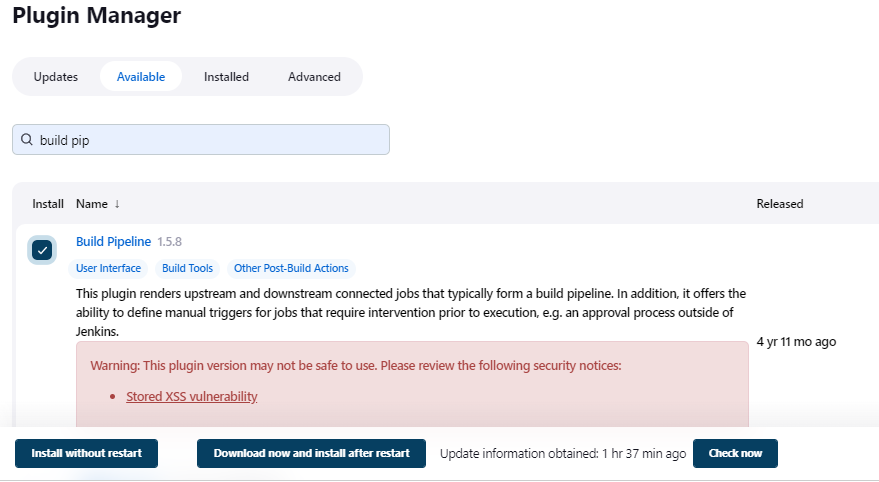 Plugin Manager
Updates Available Installed Advanced
build pip
Install Name ↓ Released
Build Pipeline 1.5.8
User Interface Build Tools Other Post-Build Actions
This plugin renders upstream and downstream connected jobs that typically form a build pipeline. In addition, it offers the
ability to define manual triggers for jobs that require intervention prior to execution, e.g. an approval process outside of
Jenkins.
4 yr 11 mo ago
Warning: This plugin version may not be safe to use. Please review the following security notices:
• Stored XSS vulnerability
Install without restart Download now and install after restart Update information obtained: 1 hr 37 min ago Check now